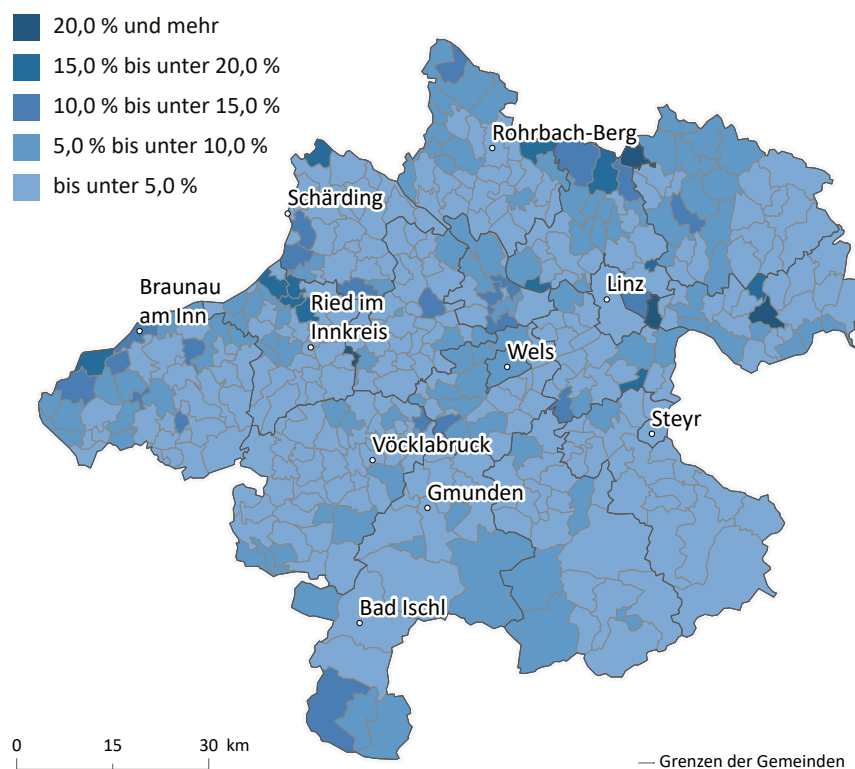 20,0 % und mehr
15,0 % bis unter 20,0 %
10,0 % bis unter 15,0 %
5,0 % bis unter 10,0 %
bis unter 5,0 %
Rohrbach-Berg
Schärding
Braunau
am Inn
Ried im
Innkreis
Linz
Wels
Steyr
Vöcklabruck
Gmunden
Bad Ischl
0 15 30 km
Grenzen der Gemeinden